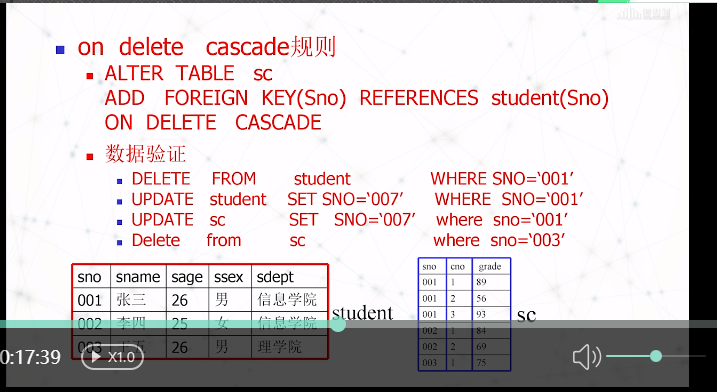 on delete cascade规则
ALTER TABLE sc
ADD FOREIGN KEY(Sno) REFERENCES student(Sno)
ON DELETE CASCADE
数据验证
DELETE FROM student WHERE SNO=‘001’
UPDATE student SET SNO=‘007’ WHERE SNO=‘001’
UPDATE sc SET SNO=‘007’ where sno=‘001’
Delete from sc where sno=‘003’
sno sname sage ssex sdept
001 张三 26 男 信息学院
002 李四 25 女 信息学院
003 王五 26 男 理学院
student
sno cno grade
001 1 89
001 2 56
001 3 93
002 1 84
002 2 69
003 1 75
sc
0:17:39
X1.0